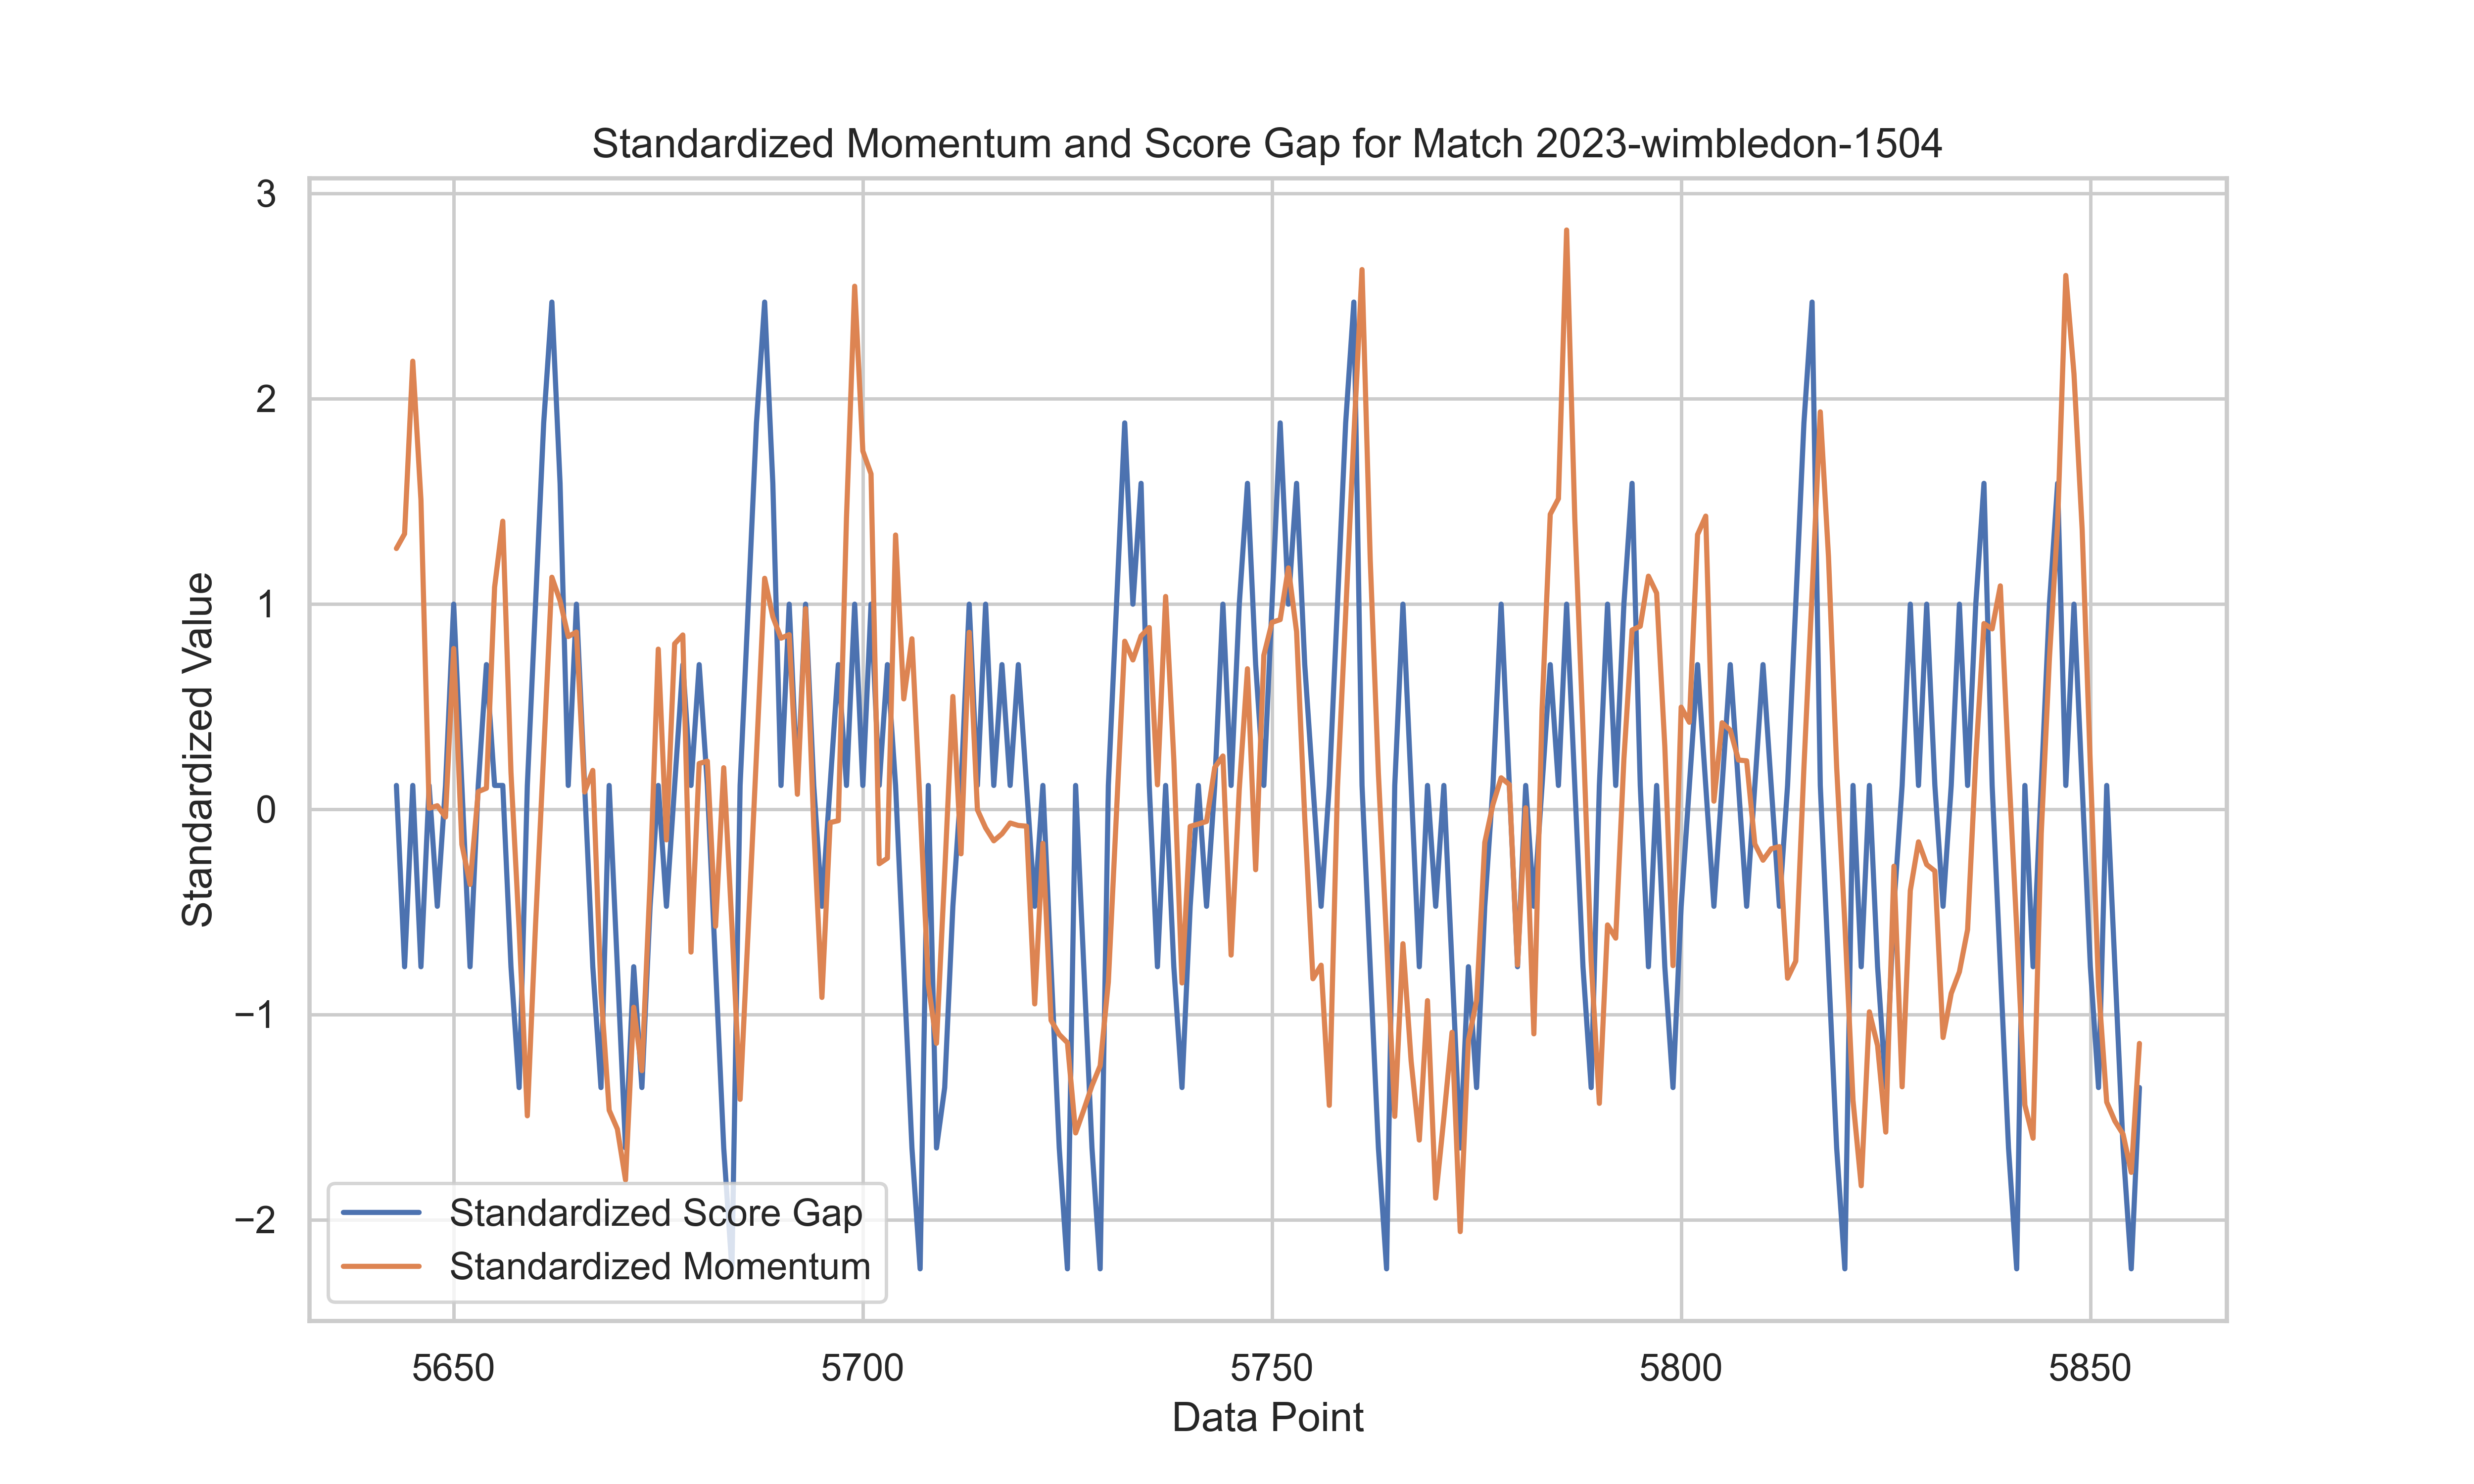 Standardized Momentum and Score Gap for Match 2023-wimbledon-1504
3
2
1
0
−1
−2
Standardized Value
Standardized Score Gap
Standardized Momentum
5650 5700 5750 5800 5850
Data Point